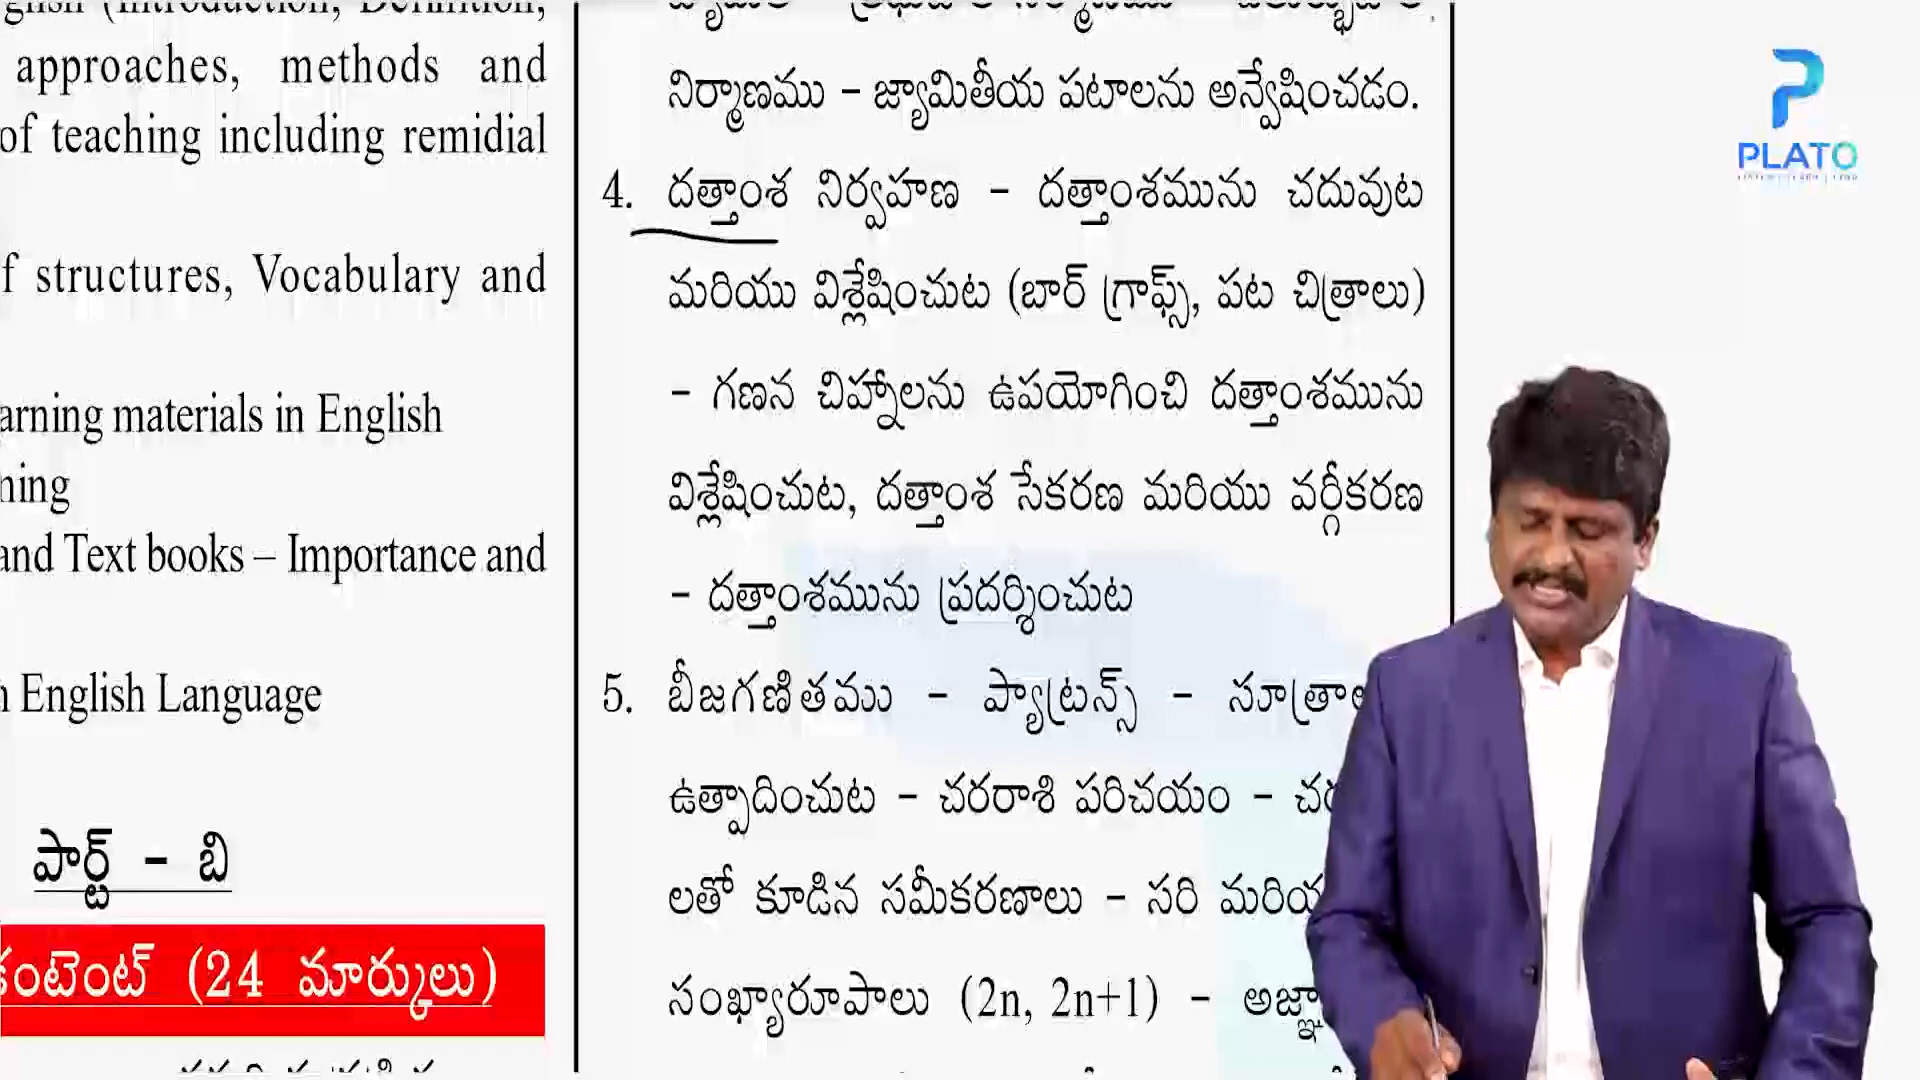 approaches, methods and
of teaching including remidial
f structures, Vocabulary and
arning materials in English
ning
and Text books – Importance and
English Language
పార్ట్ - బి
కంటెంట్ (24 మార్కులు)
నిర్మాణము - జ్యామితీయ పటాలను అన్వేషించడం.
4. దత్తాంశ నిర్వహణ - దత్తాంశమును చదువుట
మరియు విశ్లేషించుట (బార్ గ్రాఫ్స్, పట చిత్రాలు)
- గణన చిహ్నాలను ఉపయోగించి దత్తాంశమును
విశ్లేషించుట, దత్తాంశ సేకరణ మరియు వర్గీకరణ
- దత్తాంశమును ప్రదర్శించుట
5. బీజగణితము - ప్యాట్రన్స్ - సూత్రాల
ఉత్పాదించుట - చరరాశి పరిచయం - చర
లతో కూడిన సమీకరణాలు - సరి మరియ
సంఖ్యారూపాలు (2n, 2n+1) - అజ్ఞా
PLATO